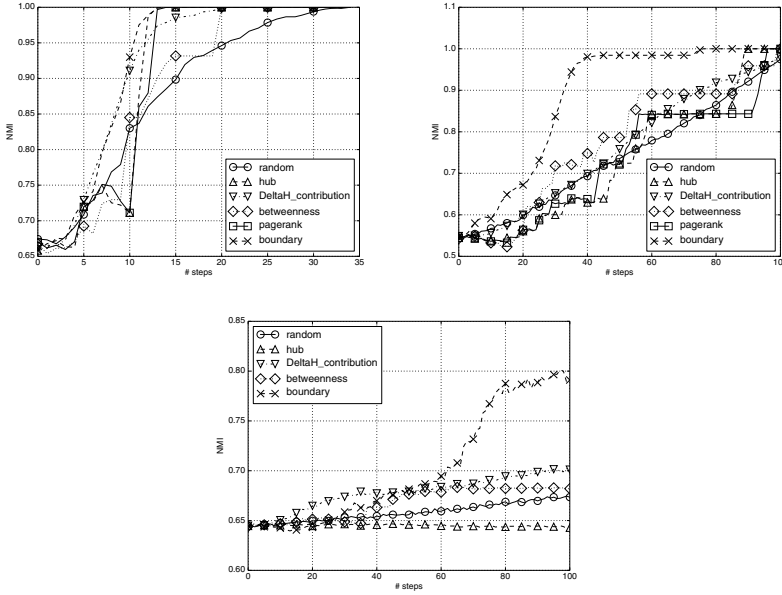 1.00
0.95
0.90
0.85
0.80
0.75
0.70
0.65
NMI
0 5 10 15 20 25 30 35
# steps
random
hub
DeltaH_contribution
betweenness
pagerank
boundary
1.1
1.0
0.9
0.8
0.7
0.6
0.5
NMI
0 20 40 60 80 100
# steps
random
hub
DeltaH_contribution
betweenness
pagerank
boundary
0.85
0.80
0.75
0.70
0.65
0.60
NMI
0 20 40 60 80 100
# steps
random
hub
DeltaH_contribution
betweenness
boundary